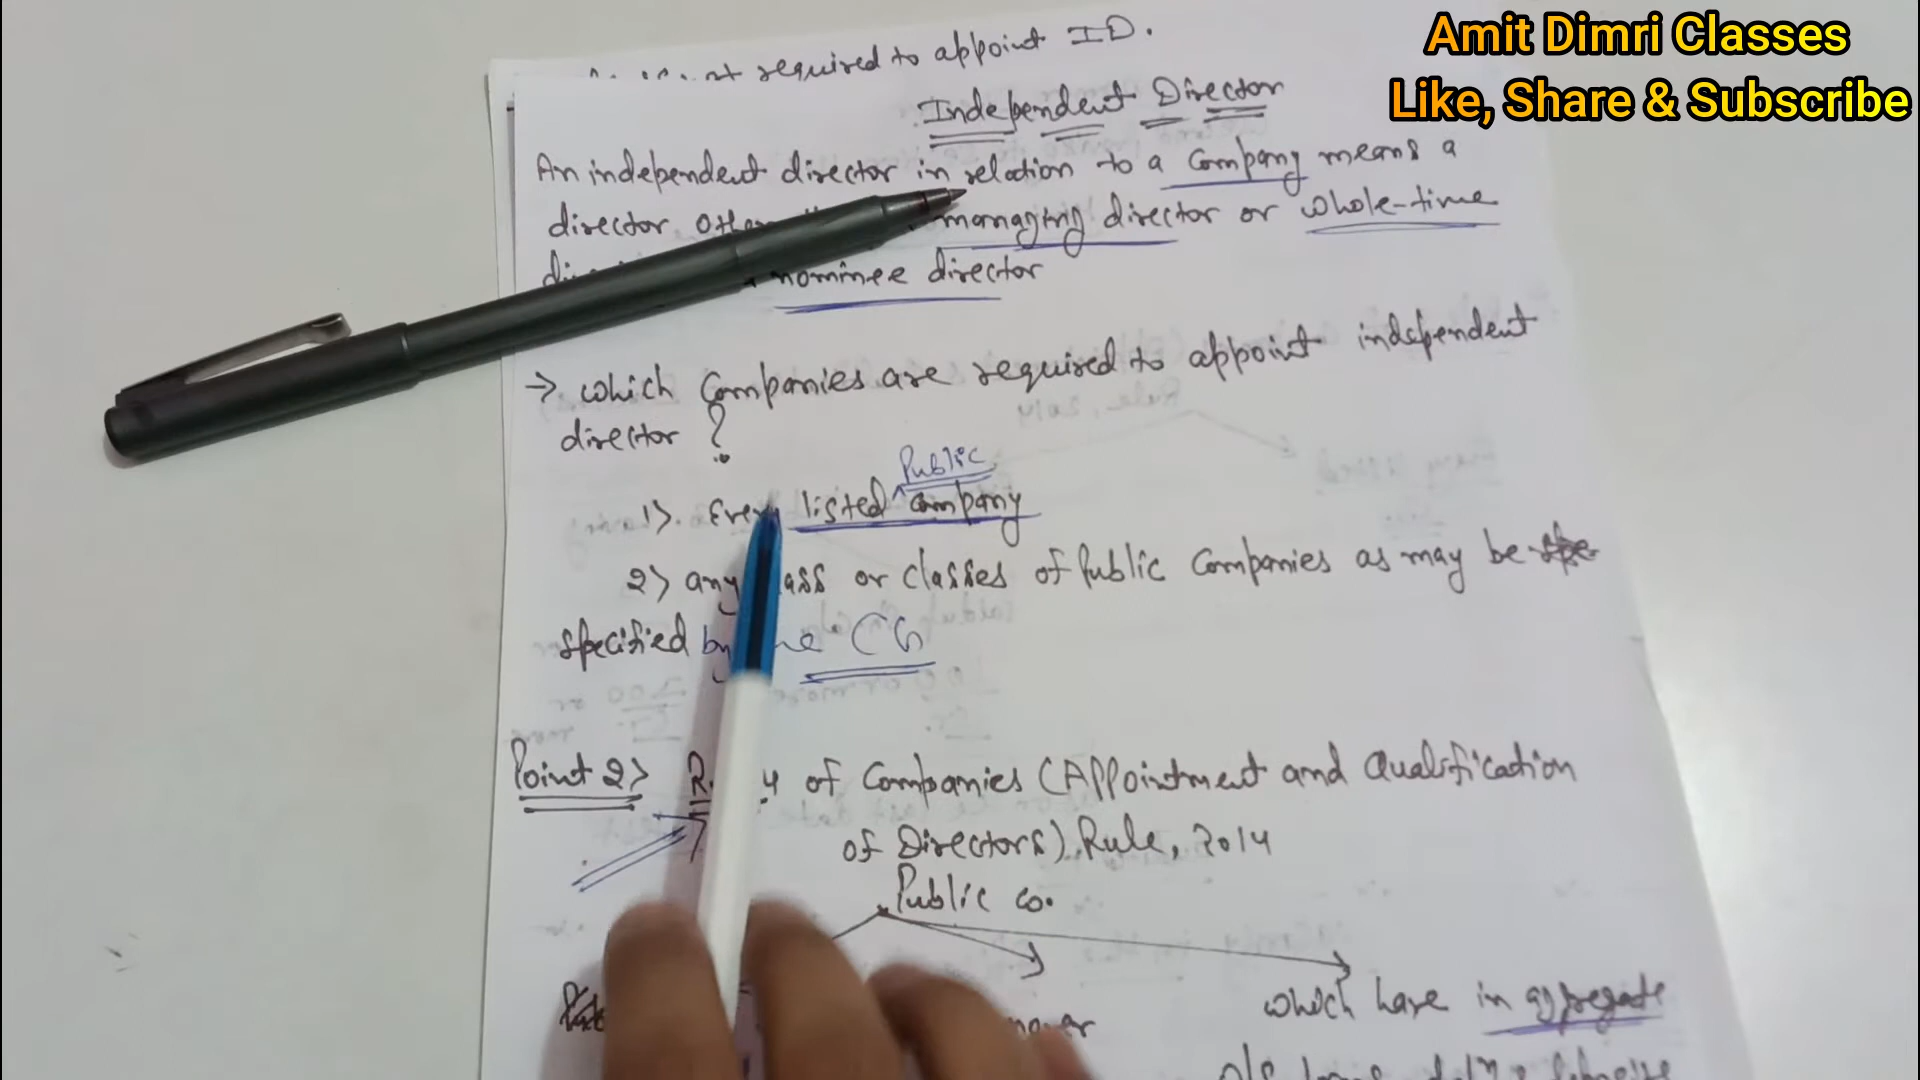 Amit Dimri Classes
Like, Share & Subscribe
required to appoint ID.
Independent Director
An independent director in relation to a Company means a
director managing director or whole-time
nominee director
→ which Companies are required to appoint independent
director ?
Public
1) Every listed ^ company
2) any or classes of Public Companies as may be
specified by CG
Point 2> 4 of Companies (Appointment and Qualification
of Directors) Rule, 2014
Public co.
which have in aggregate